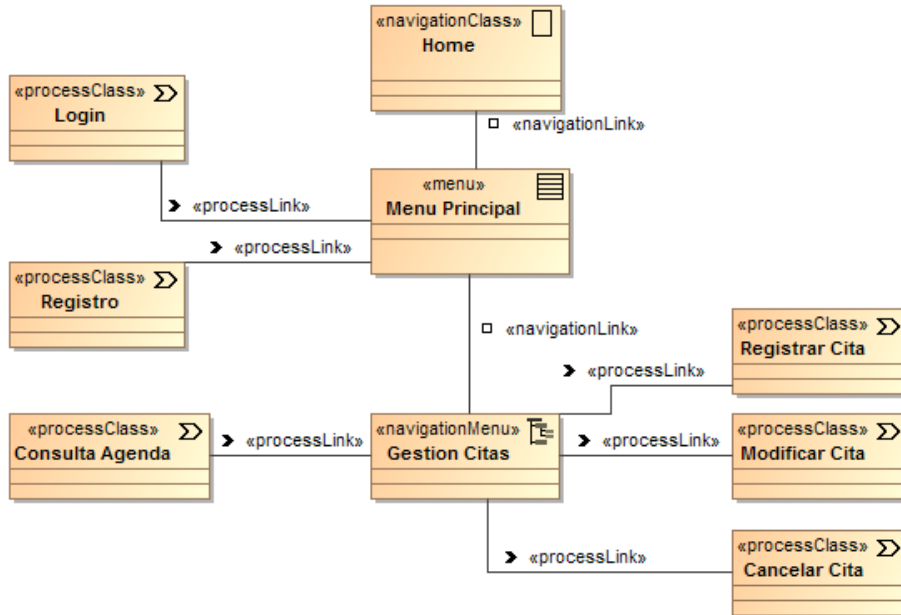 «navigationClass»
Home
«processClass»
Login
«navigationLink»
«menu»
Menu Principal
«processLink»
«processLink»
«processClass»
Registro
«navigationLink»
«processClass»
Registrar Cita
«processLink»
«processClass»
Consulta Agenda
«processLink»
«navigationMenu»
Gestion Citas
«processLink»
«processClass»
Modificar Cita
«processLink»
«processClass»
Cancelar Cita